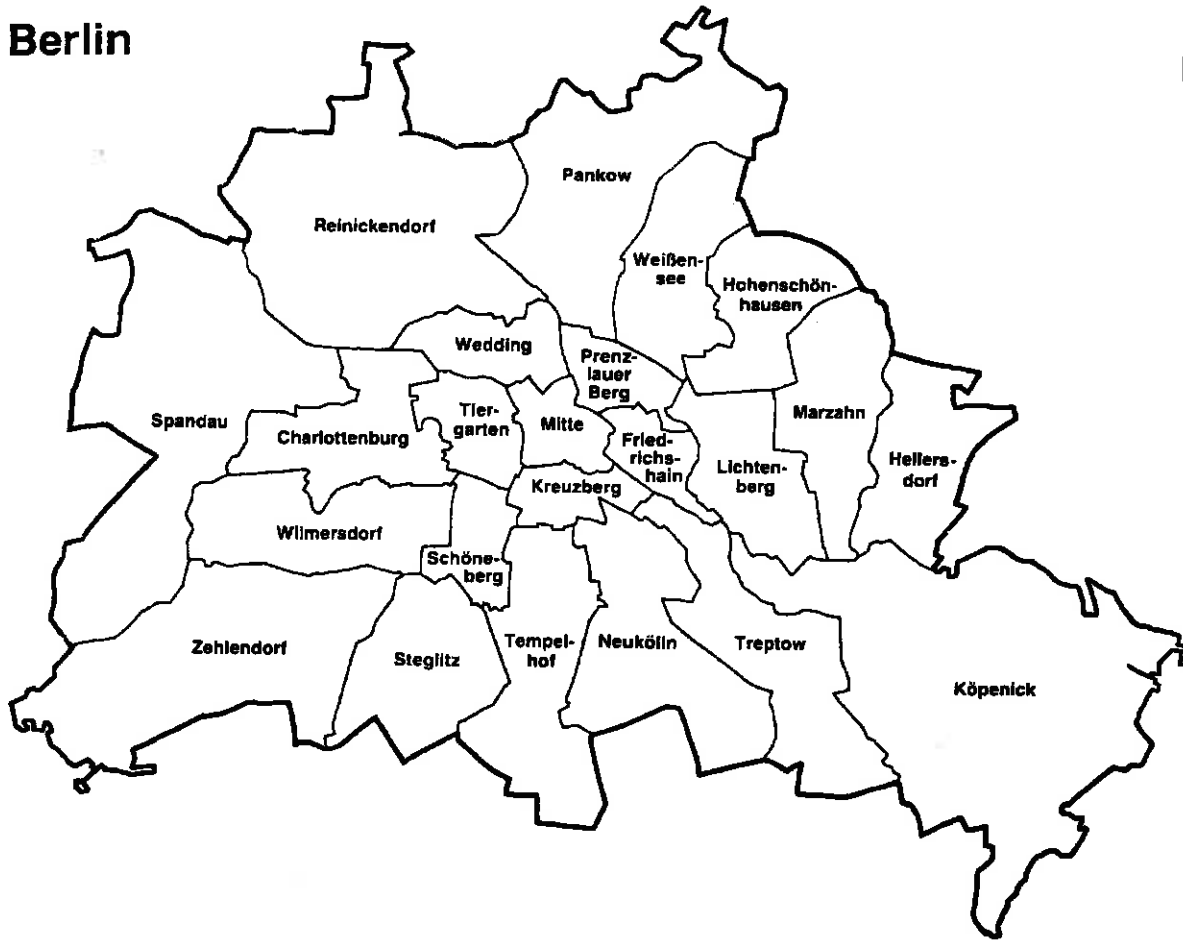 Berlin
Pankow
Reinickendorf
Weißen-
see
Hohenschön-
hausen
Wedding
Prenz-
lauer
Berg
Spandau
Charlottenburg
Tier-
garten
Mitte
Fried-
richs-
hain
Marzahn
Lichten-
berg
Hellers-
dorf
Kreuzberg
Wilmersdorf
Schöne-
berg
Zehlendorf
Steglitz
Tempel-
hof
Neukölln
Treptow
Köpenick